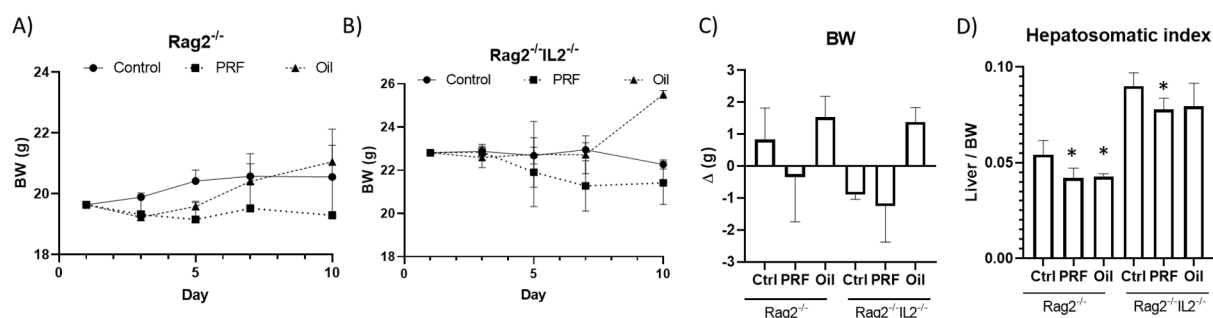 A)
Rag2-/-
Control PRF Oil
BW (g)
24
22
20
18
0 5 10
Day
B)
Rag2-/-IL2-/-
Control PRF Oil
BW (g)
26
24
22
20
18
0 5 10
Day
C)
BW
Δ (g)
3
2
1
0
-1
-2
-3
Ctrl PRF Oil Ctrl PRF Oil
Rag2-/- Rag2-/-IL2-/-
D)
Hepatosomatic index
Liver / BW
0.10
0.05
0.00
*
* *
Ctrl PRF Oil Ctrl PRF Oil
Rag2-/- Rag2-/-IL2-/-